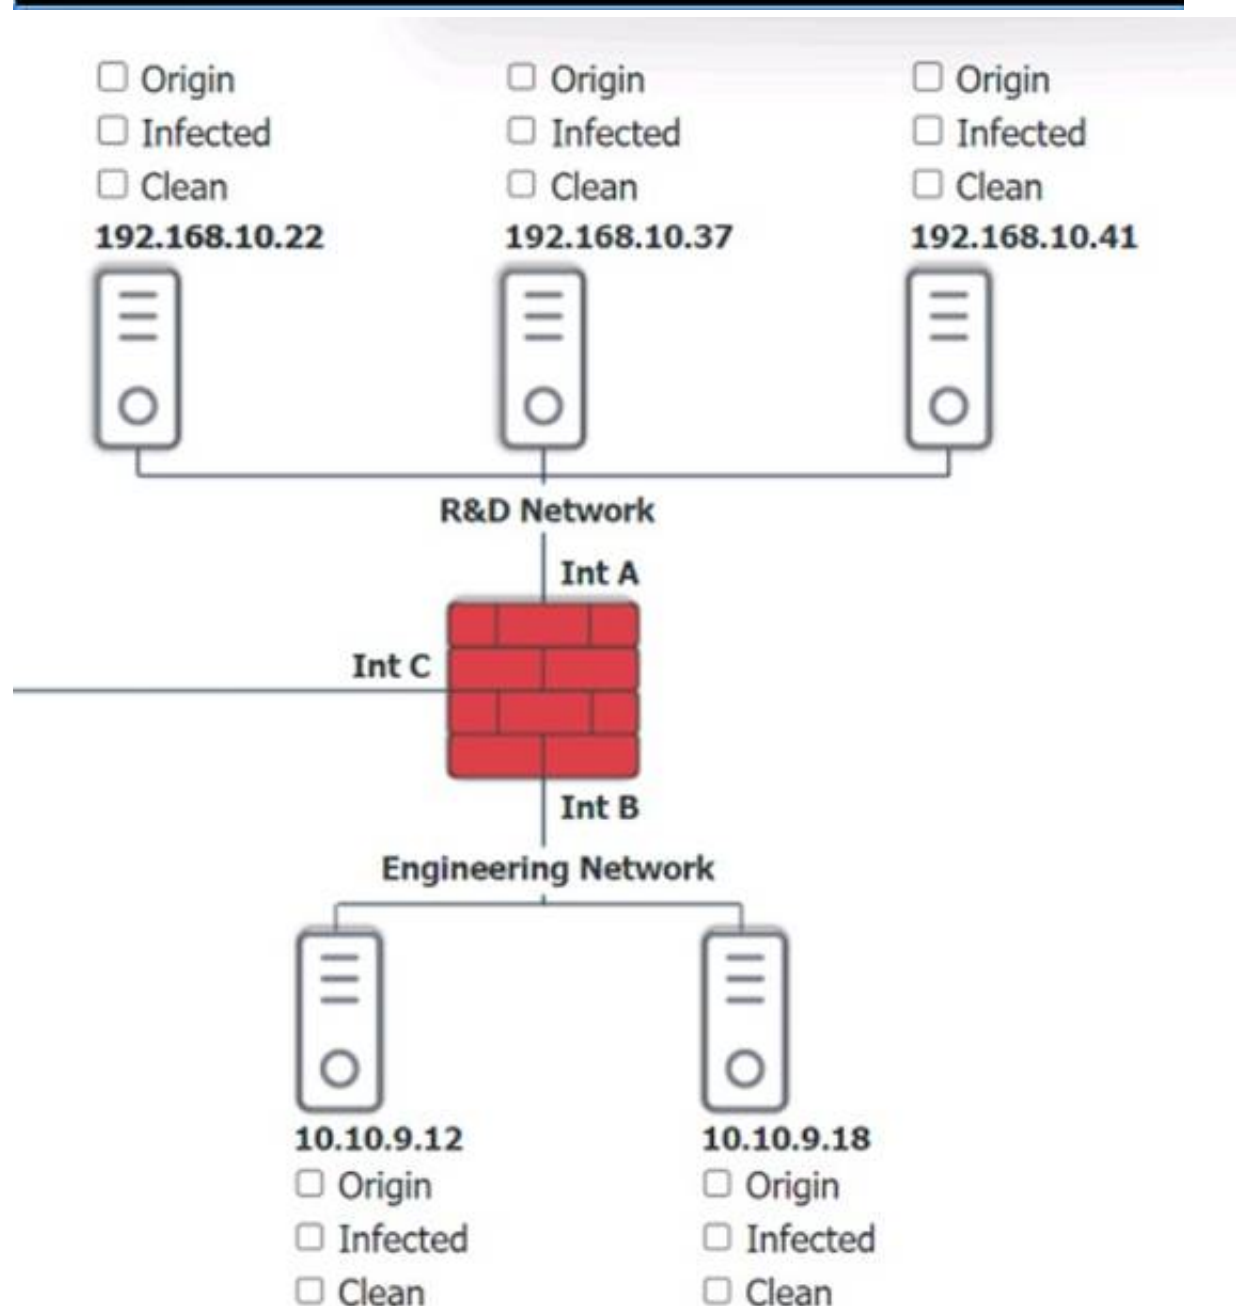 Origin Origin Origin
Infected Infected Infected
Clean Clean Clean
192.168.10.22 192.168.10.37 192.168.10.41
R&D Network
Int A
Int C
Int B
Engineering Network
10.10.9.12 10.10.9.18
Origin Origin
Infected Infected
Clean Clean